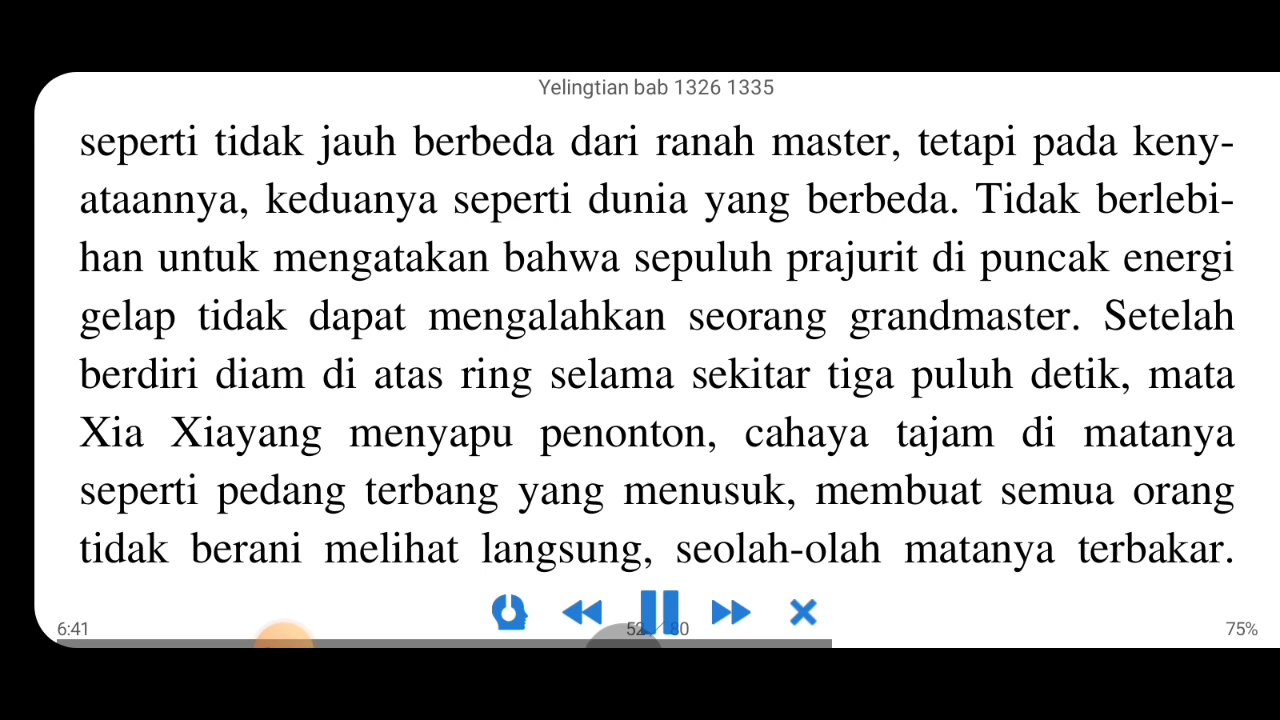 Yelingtian bab 1326 1335
seperti tidak jauh berbeda dari ranah master, tetapi pada keny-
ataannya, keduanya seperti dunia yang berbeda. Tidak berlebi-
han untuk mengatakan bahwa sepuluh prajurit di puncak energi
gelap tidak dapat mengalahkan seorang grandmaster. Setelah
berdiri diam di atas ring selama sekitar tiga puluh detik, mata
Xia Xiayang menyapu penonton, cahaya tajam di matanya
seperti pedang terbang yang menusuk, membuat semua orang
tidak berani melihat langsung, seolah-olah matanya terbakar.
6:41 52 / 80 75%